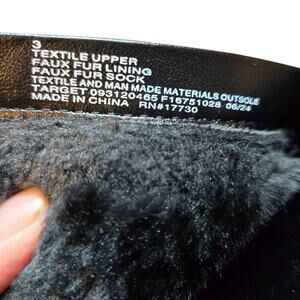 3
TEXTILE UPPER
FAUX FUR LINING
FAUX FUR SOCK
TEXTILE AND MAN MADE MATERIALS OUTSOLE
TARGET 093120465 F16751028 06/24
MADE IN CHINA RN#17730